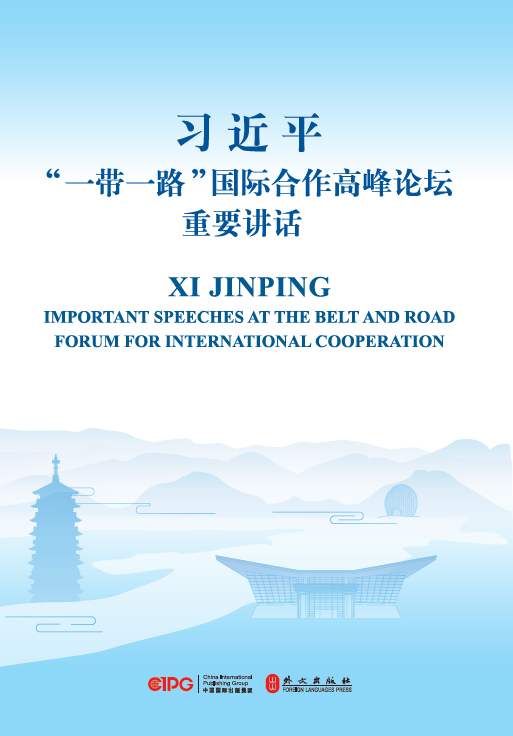 习近平
“一带一路”国际合作高峰论坛
重要讲话
XI JINPING
IMPORTANT SPEECHES AT THE BELT AND ROAD
FORUM FOR INTERNATIONAL COOPERATION
CIPG
China International
Publishing Group
中国国际出版集团
外文出版社
FOREIGN LANGUAGES PRESS